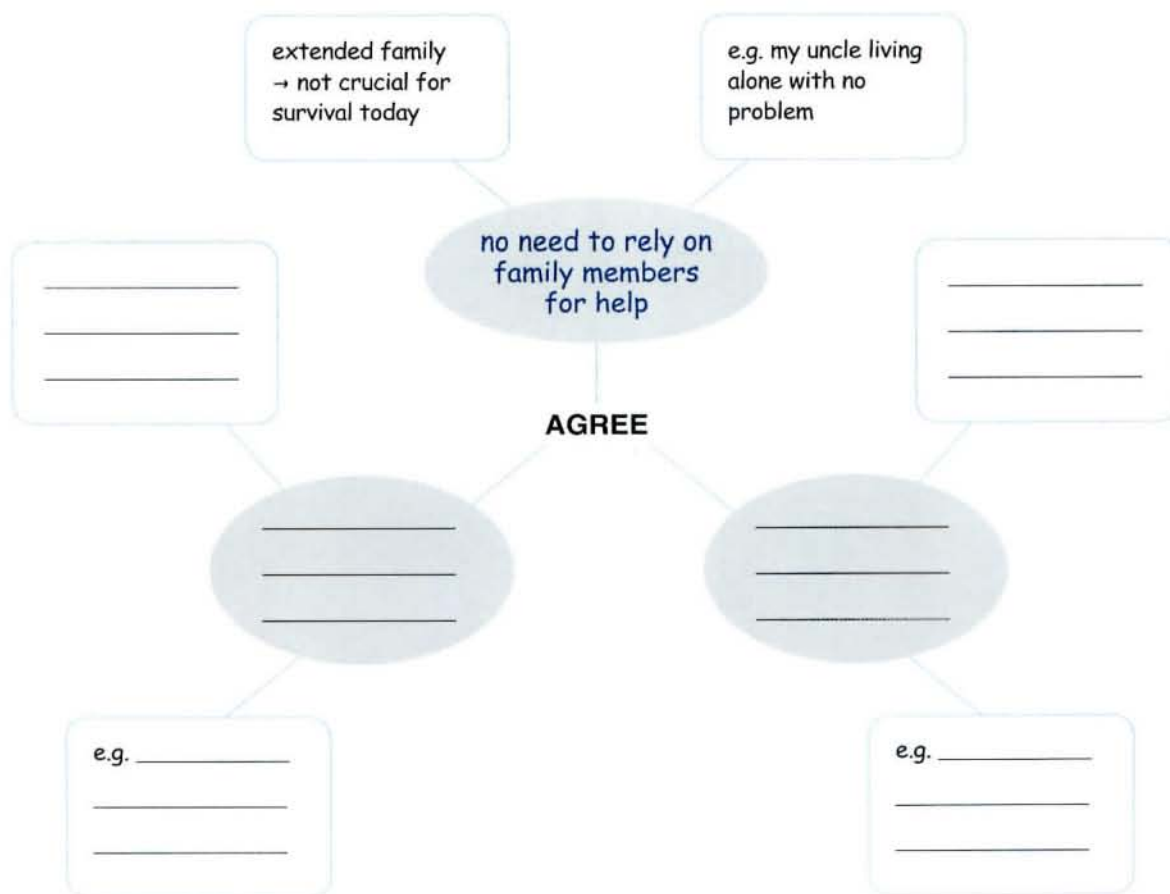 extended family
→ not crucial for
survival today
e.g. my uncle living
alone with no
problem
no need to rely on
family members
for help
AGREE
e.g.
e.g.